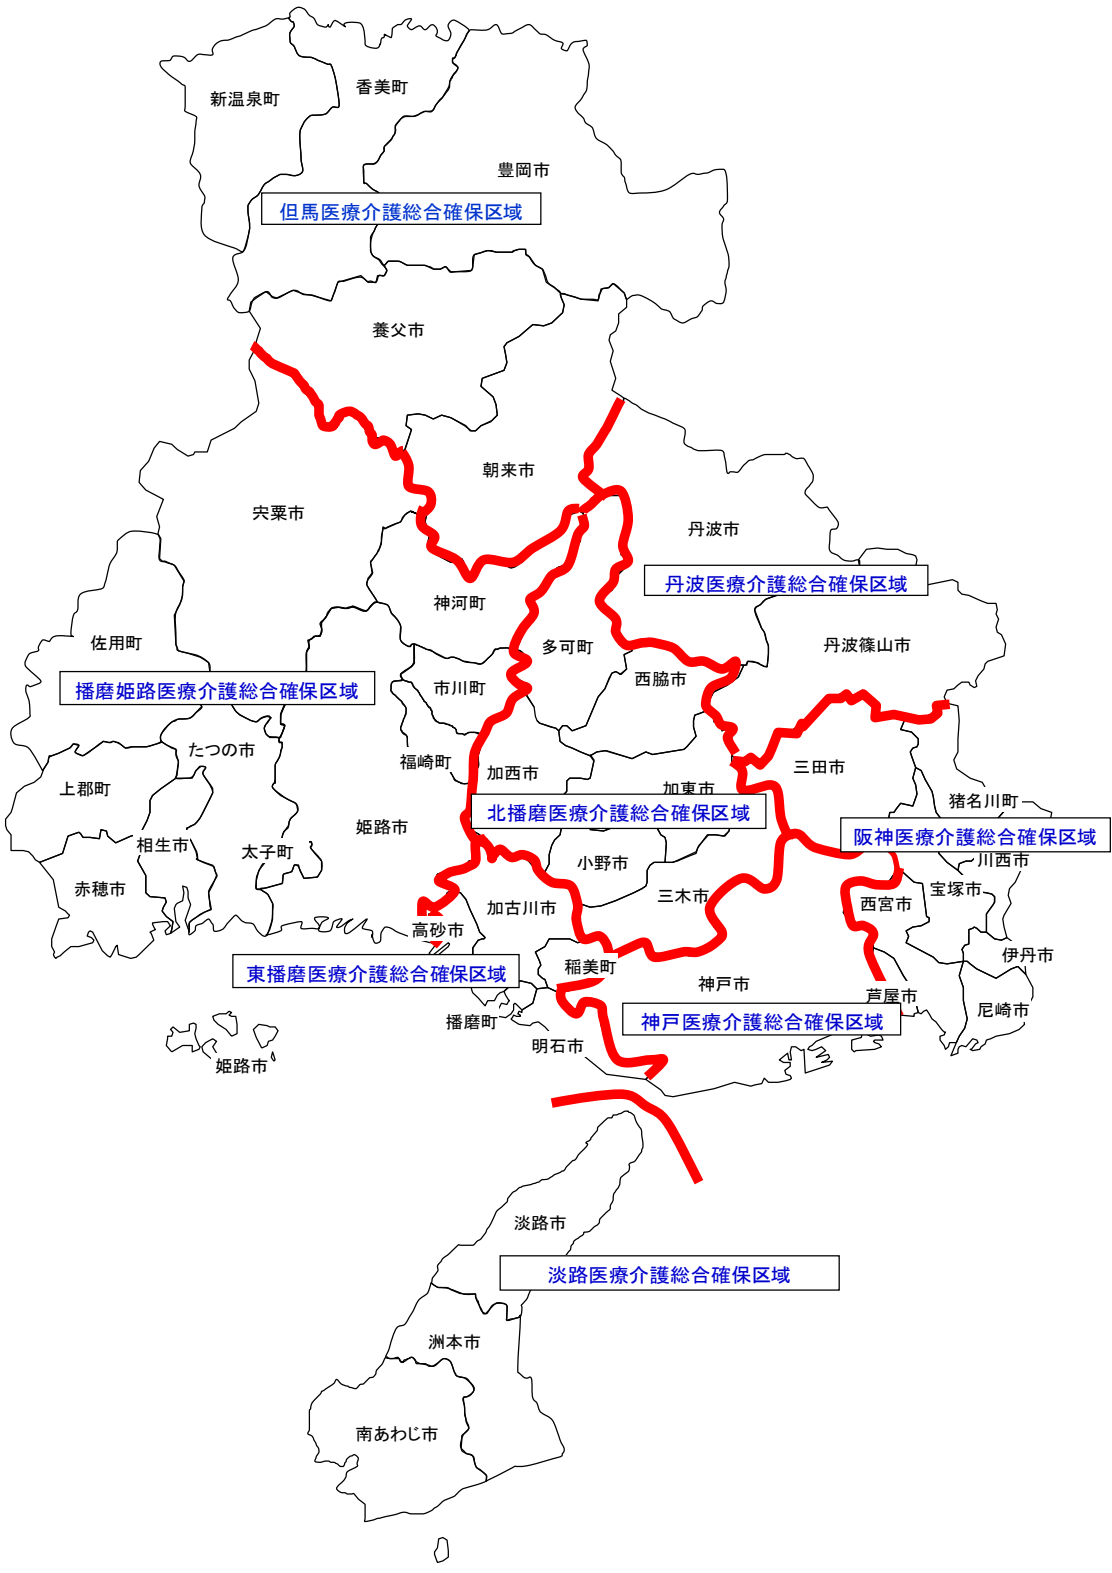 香美町
新温泉町
豊岡市
但馬医療介護総合確保区域
養父市
朝来市
宍粟市
丹波市
丹波医療介護総合確保区域
神河町
佐用町
多可町
丹波篠山市
西脇市
市川町
播磨姫路医療介護総合確保区域
たつの市
福崎町
加西市
三田市
上郡町
加東市
猪名川町
北播磨医療介護総合確保区域
姫路市
阪神医療介護総合確保区域
相生市
太子町
小野市
川西市
赤穂市
宝塚市
三木市
西宮市
加古川市
高砂市
伊丹市
稲美町
東播磨医療介護総合確保区域
神戸市
芦屋市
尼崎市
播磨町
神戸医療介護総合確保区域
明石市
姫路市
淡路市
淡路医療介護総合確保区域
洲本市
南あわじ市